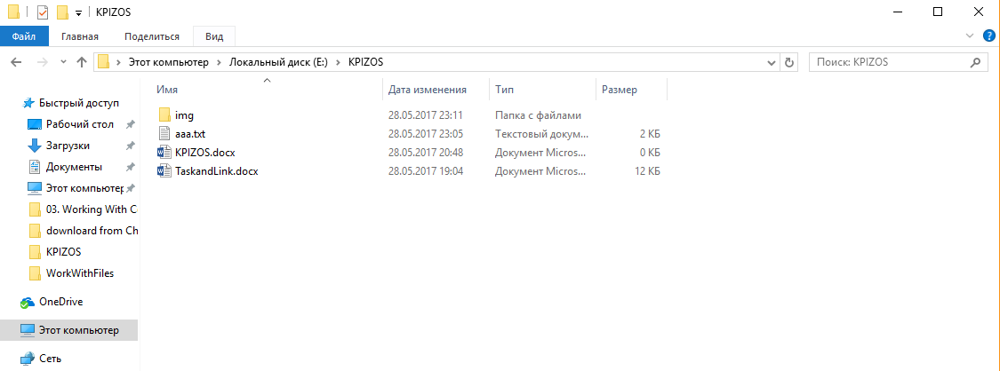 KPIZOS
Файл Главная Поделиться Вид
Этот компьютер Локальный диск (E:) KPIZOS Поиск: KPIZOS
Имя Дата изменения Тип Размер
img 28.05.2017 23:11 Папка с файлами
aaa.txt 28.05.2017 23:05 Текстовый докум... 2 КБ
KPIZOS.docx 28.05.2017 20:48 Документ Micros... 0 КБ
TaskandLink.docx 28.05.2017 19:04 Документ Micros... 12 КБ
Быстрый доступ
Рабочий стол
Загрузки
Документы
Этот компьютер
03. Working With Co
downloard from Ch
KPIZOS
WorkWithFiles
OneDrive
Этот компьютер
Сеть